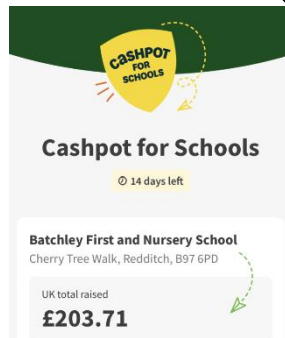 CASHPOT
FOR
SCHOOLS
Cashpot for Schools
14 days left
Batchley First and Nursery School
Cherry Tree Walk, Redditch, B97 6PD
UK total raised
£203.71